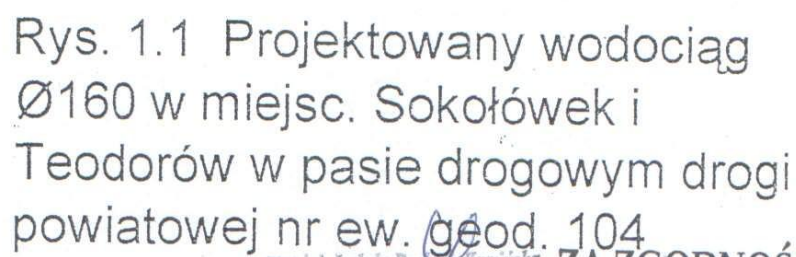 Rys. 1.1 Projektowany wodociąg
Ø160 w miejsc. Sokołówek i
Teodorów w pasie drogowym drogi
powiatowej nr ew. geod. 104